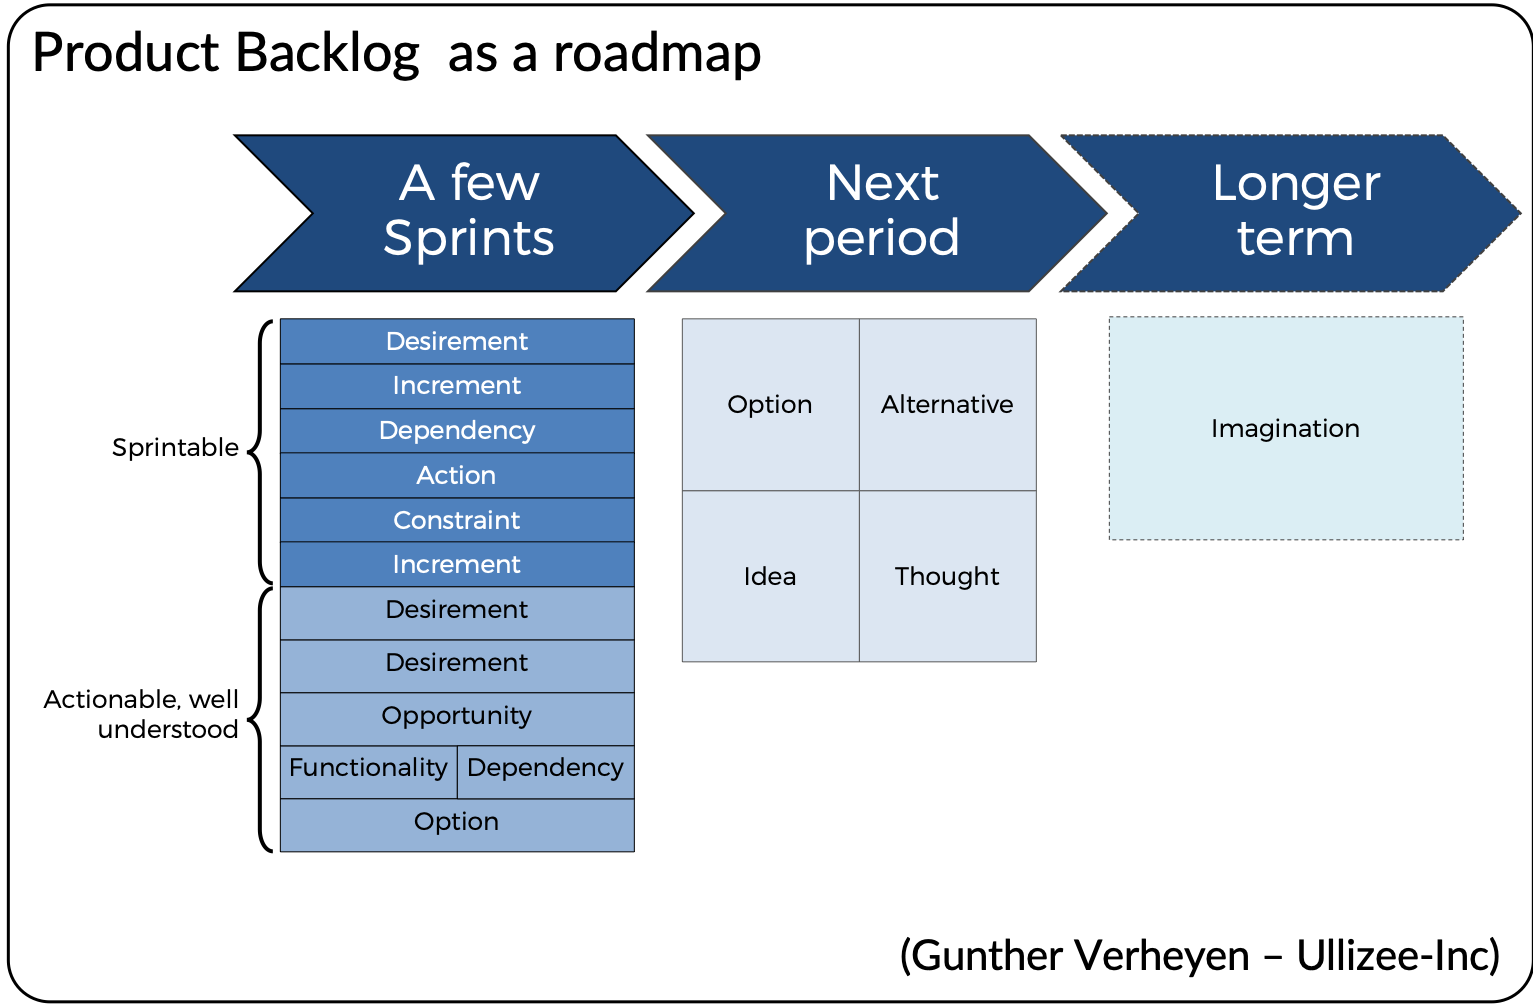 Product Backlog as a roadmap
A few
Sprints
Next
period
Longer
term
Sprintable
Desirement
Increment
Dependency
Action
Constraint
Increment
Actionable, well
understood
Desirement
Desirement
Opportunity
Functionality
Dependency
Option
Option
Alternative
Idea
Thought
Imagination
(Gunther Verheyen – Ullizee-Inc)